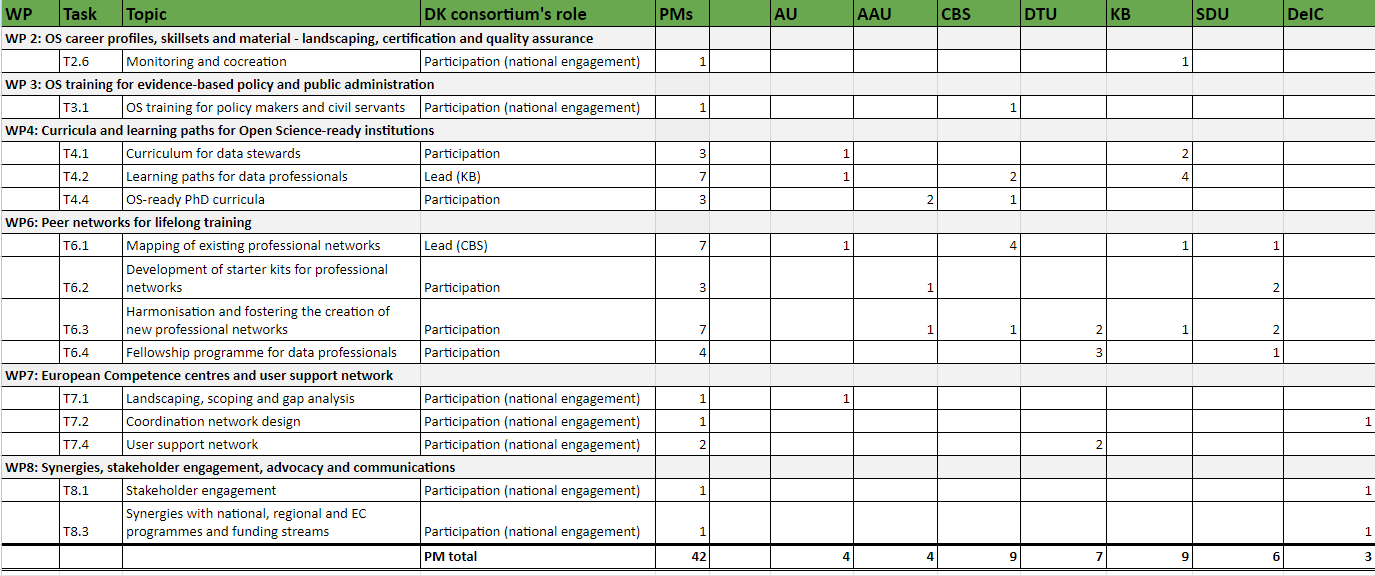 WP Task Topic DK consortium's role PMs AU AAU CBS DTU KB SDU DeIC
WP 2: OS career profiles, skillsets and material - landscaping, certification and quality assurance
T2.6 Monitoring and cocreation Participation (national engagement) 1 1
WP 3: OS training for evidence-based policy and public administration
T3.1 OS training for policy makers and civil servants Participation (national engagement) 1 1
WP4: Curricula and learning paths for Open Science-ready institutions
T4.1 Curriculum for data stewards Participation 3 1 2
T4.2 Learning paths for data professionals Lead (KB) 7 1 2 4
T4.4 OS-ready PhD curricula Participation 3 2 1
WP6: Peer networks for lifelong training
T6.1 Mapping of existing professional networks Lead (CBS) 7 1 4 1 1
Development of starter kits for professional
T6.2 networks Participation 3 1 2
Harmonisation and fostering the creation of
T6.3 new professional networks Participation 7 1 1 2 1 2
T6.4 Fellowship programme for data professionals Participation 4 3 1
WP7: European Competence centres and user support network
T7.1 Landscaping, scoping and gap analysis Participation (national engagement) 1 1
T7.2 Coordination network design Participation (national engagement) 1 1
T7.4 User support network Participation (national engagement) 2 2
WP8: Synergies, stakeholder engagement, advocacy and communications
T8.1 Stakeholder engagement Participation (national engagement) 1 1
Synergies with national, regional and EC
T8.3 programmes and funding streams Participation (national engagement) 1 1
PM total 42 4 4 9 7 9 6 3